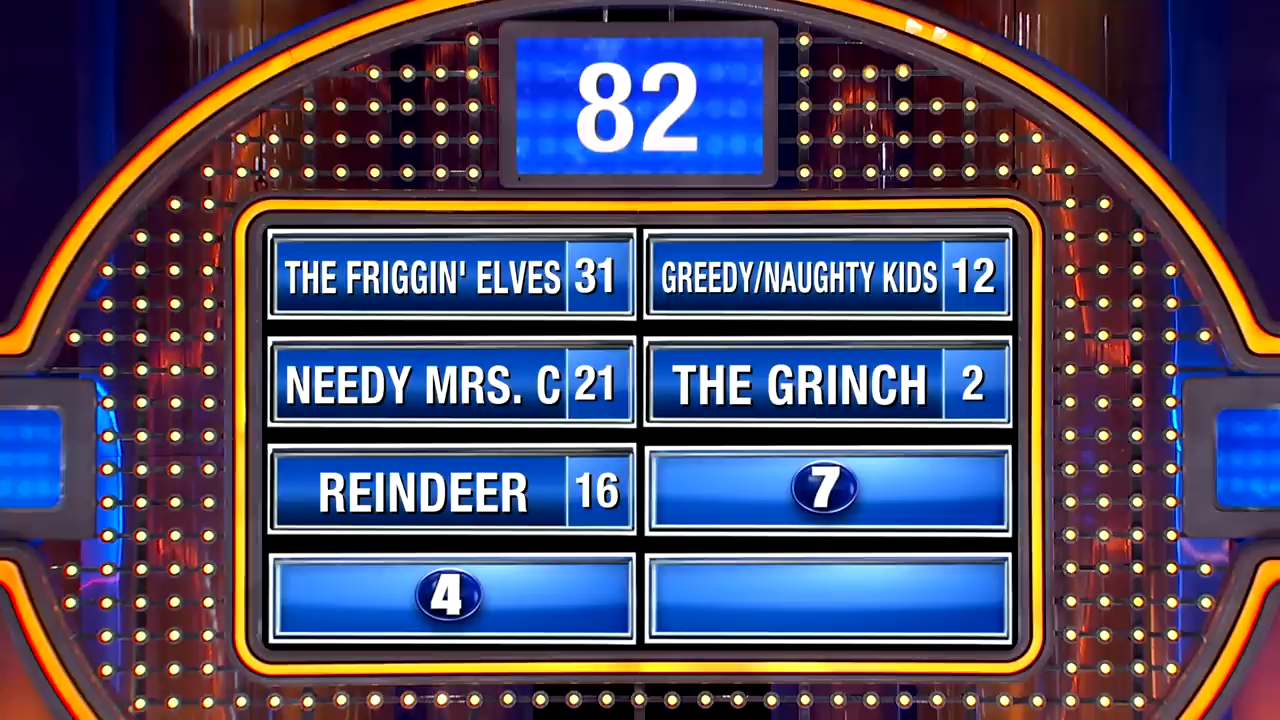 82
THE FRIGGIN' ELVES 31
NEEDY MRS. C 21
REINDEER 16
4
GREEDY/NAUGHTY KIDS 12
THE GRINCH 2
7